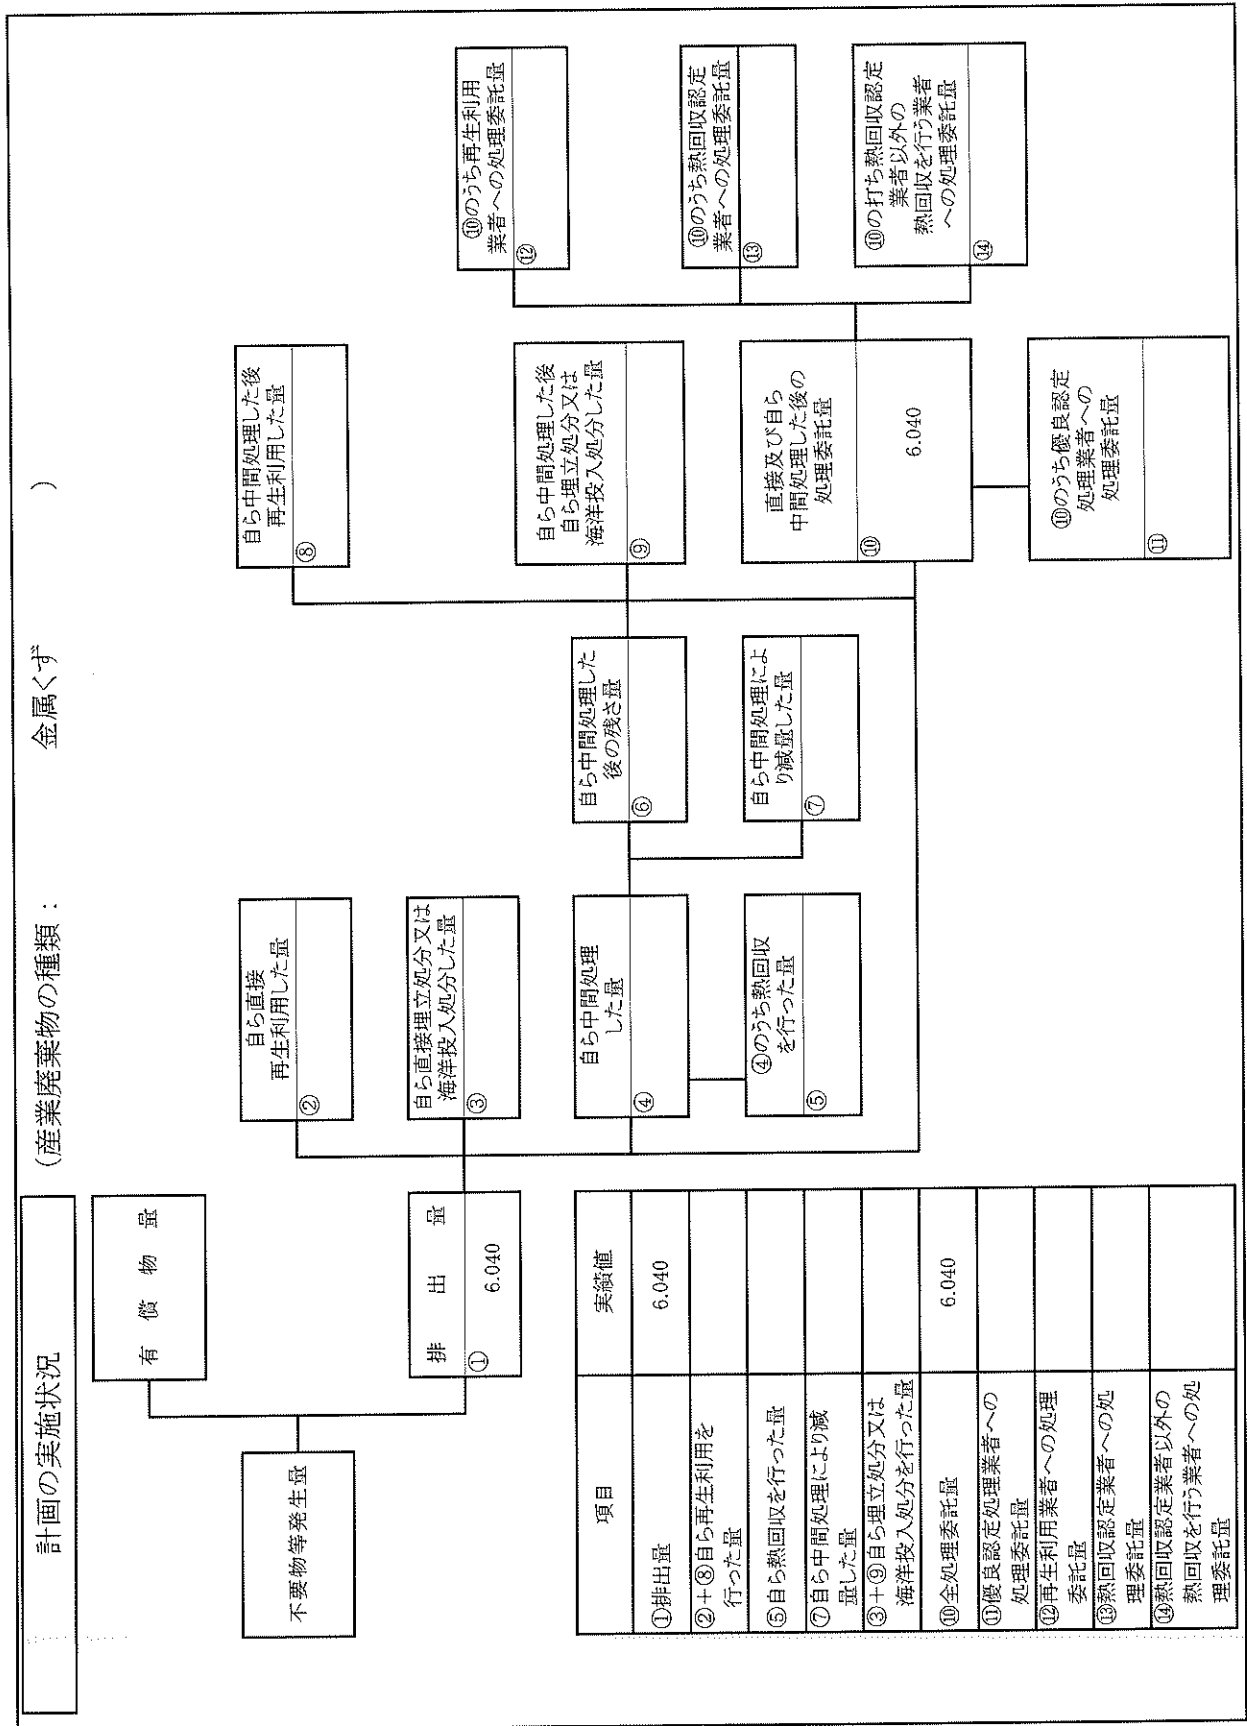 計画の実施状況
(産業廃棄物の種類: 金属くず )
不要物等発生量
有償物量
排出量
① 6.040
自ら直接
再生利用した量
②
自ら直接埋立処分又は
海洋投入処分した量
③
自ら中間処理
した量
④
④のうち熱回収
を行った量
⑤
自ら中間処理した
後の残さ量
⑥
自ら中間処理によ
り減量した量
⑦
自ら中間処理した後
再生利用した量
⑧
自ら中間処理した後
自ら埋立処分又は
海洋投入処分した量
⑨
直接及び自ら
中間処理した後の
処理委託量
⑩ 6.040
⑩のうち優良認定
処理業者への
処理委託量
⑪
⑩のうち再生利用
業者への処理委託量
⑫
⑩のうち熱回収認定
業者への処理委託量
⑬
⑩の打ち熱回収認定
業者以外の
熱回収を行う業者
への処理委託量
⑭
項目 実績値
①排出量 6.040
②+⑧自ら再生利用を
行った量
⑤自ら熱回収を行った量
⑦自ら中間処理により減
量した量
③+⑨自ら埋立処分又は
海洋投入処分を行った量
⑩全処理委託量 6.040
⑪優良認定処理業者への
処理委託量
⑫再生利用業者への処理
委託量
⑬熱回収認定業者への処
理委託量
⑭熱回収認定業者以外の
熱回収を行う業者への処
理委託量